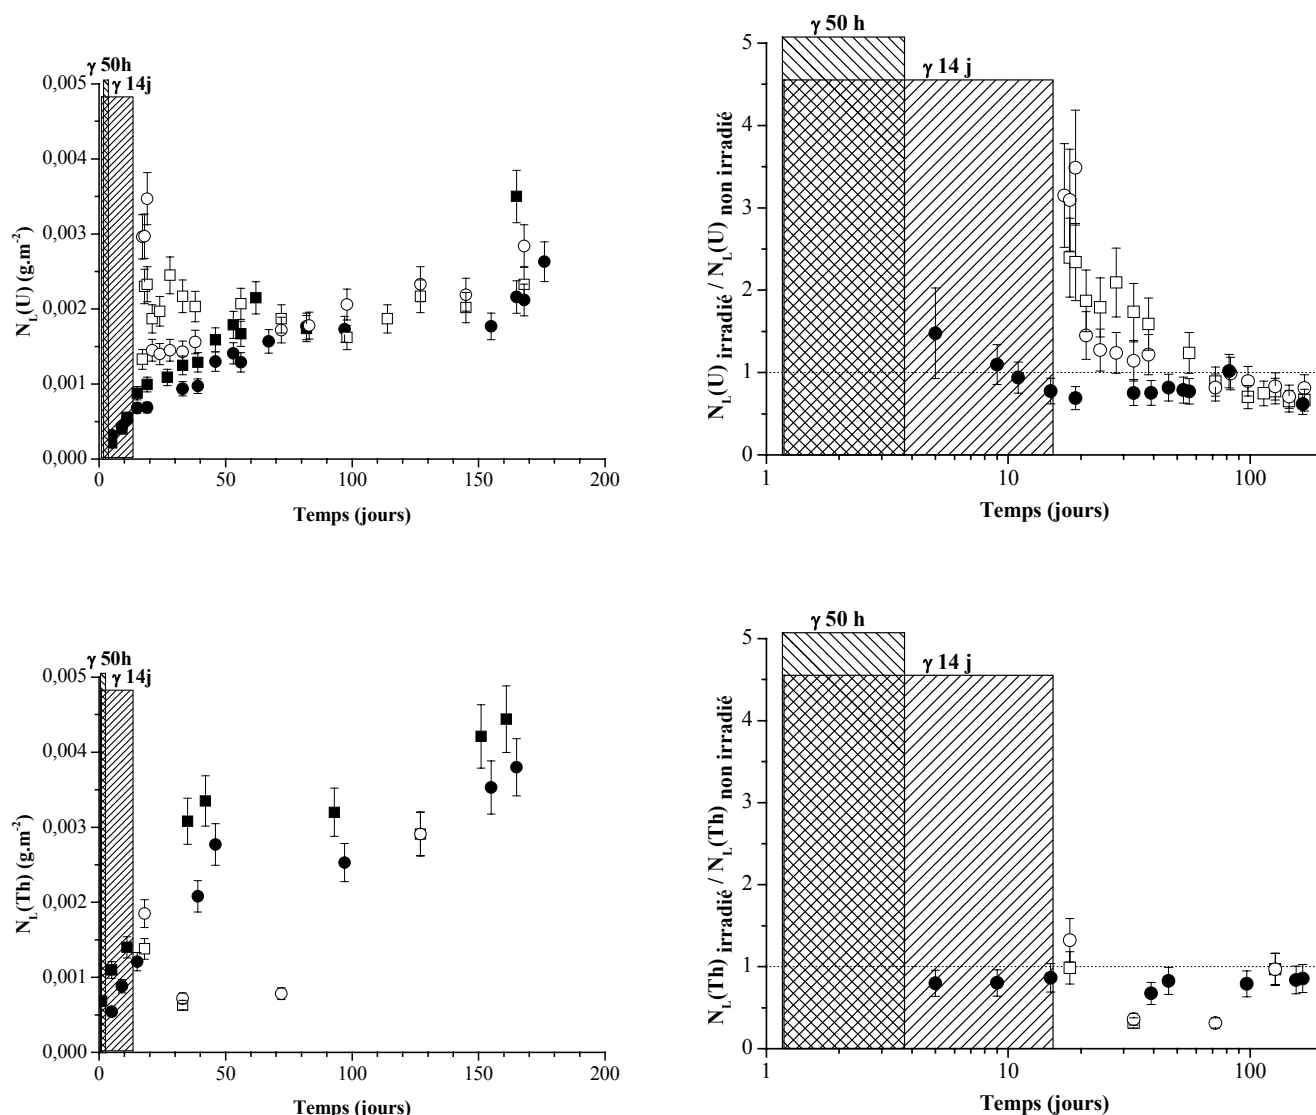 γ 50h
γ 14j
0,005
0,004
0,003
0,002
0,001
0,000
N_L(U) (g.m⁻²)
0 50 100 150 200
Temps (jours)
γ 50 h
γ 14 j
5
4
3
2
1
0
N_L(U) irradié / N_L(U) non irradié
1 10 100
Temps (jours)
γ 50h
γ 14j
0,005
0,004
0,003
0,002
0,001
0,000
N_L(Th) (g.m⁻²)
0 50 100 150 200
Temps (jours)
γ 50 h
γ 14 j
5
4
3
2
1
0
N_L(Th) irradié / N_L(Th) non irradié
1 10 100
Temps (jours)